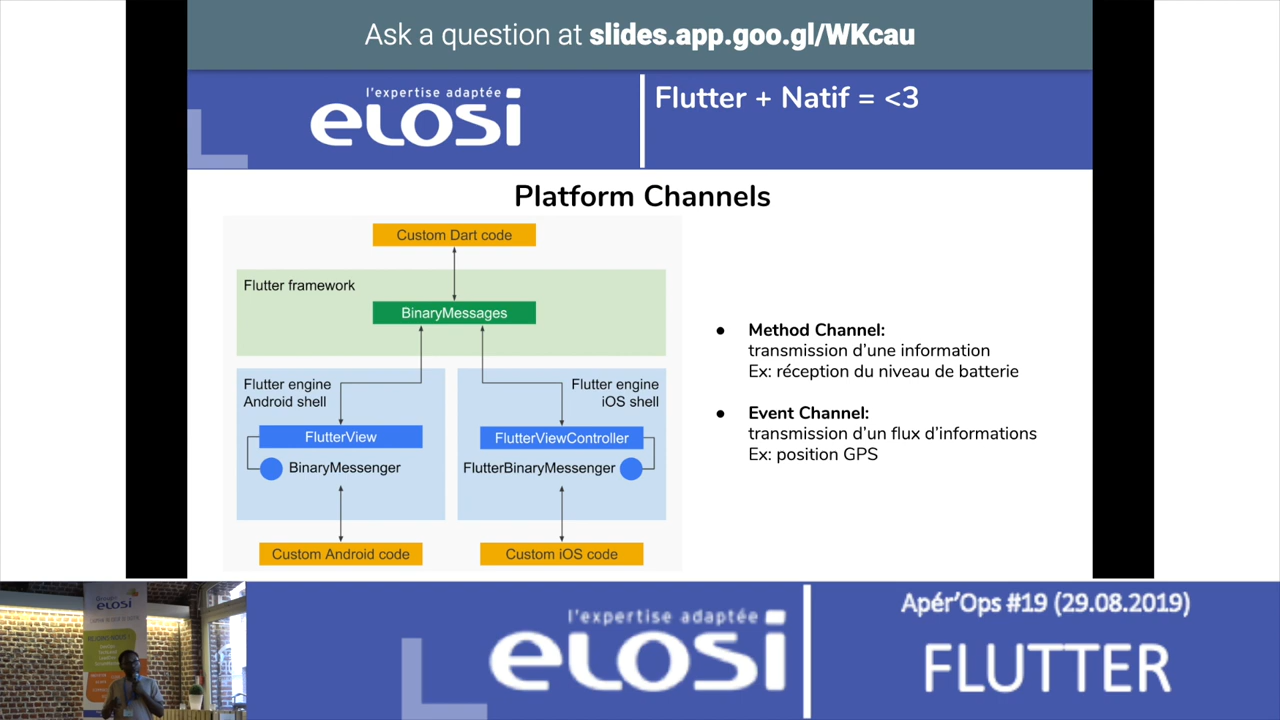 Ask a question at slides.app.goo.gl/WKcau
l'expertise adaptée
eLOSi
Flutter + Natif = <3
Platform Channels
Custom Dart code
Flutter framework
BinaryMessages
Flutter engine
Android shell
FlutterView
BinaryMessenger
Flutter engine
iOS shell
FlutterViewController
FlutterBinaryMessenger
Custom Android code
Custom iOS code
● Method Channel:
transmission d'une information
Ex: réception du niveau de batterie
● Event Channel:
transmission d'un flux d'informations
Ex: position GPS
eLOSi
l'expertise adaptée
eLOSi
Apér'Ops #19 (29.08.2019)
FLUTTER